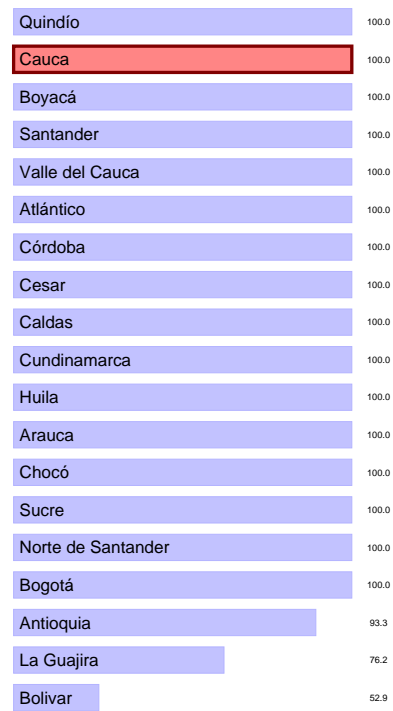 Quindío 100.0
Cauca 100.0
Boyacá 100.0
Santander 100.0
Valle del Cauca 100.0
Atlántico 100.0
Córdoba 100.0
Cesar 100.0
Caldas 100.0
Cundinamarca 100.0
Huila 100.0
Arauca 100.0
Chocó 100.0
Sucre 100.0
Norte de Santander 100.0
Bogotá 100.0
Antioquia 93.3
La Guajira 76.2
Bolivar 52.9